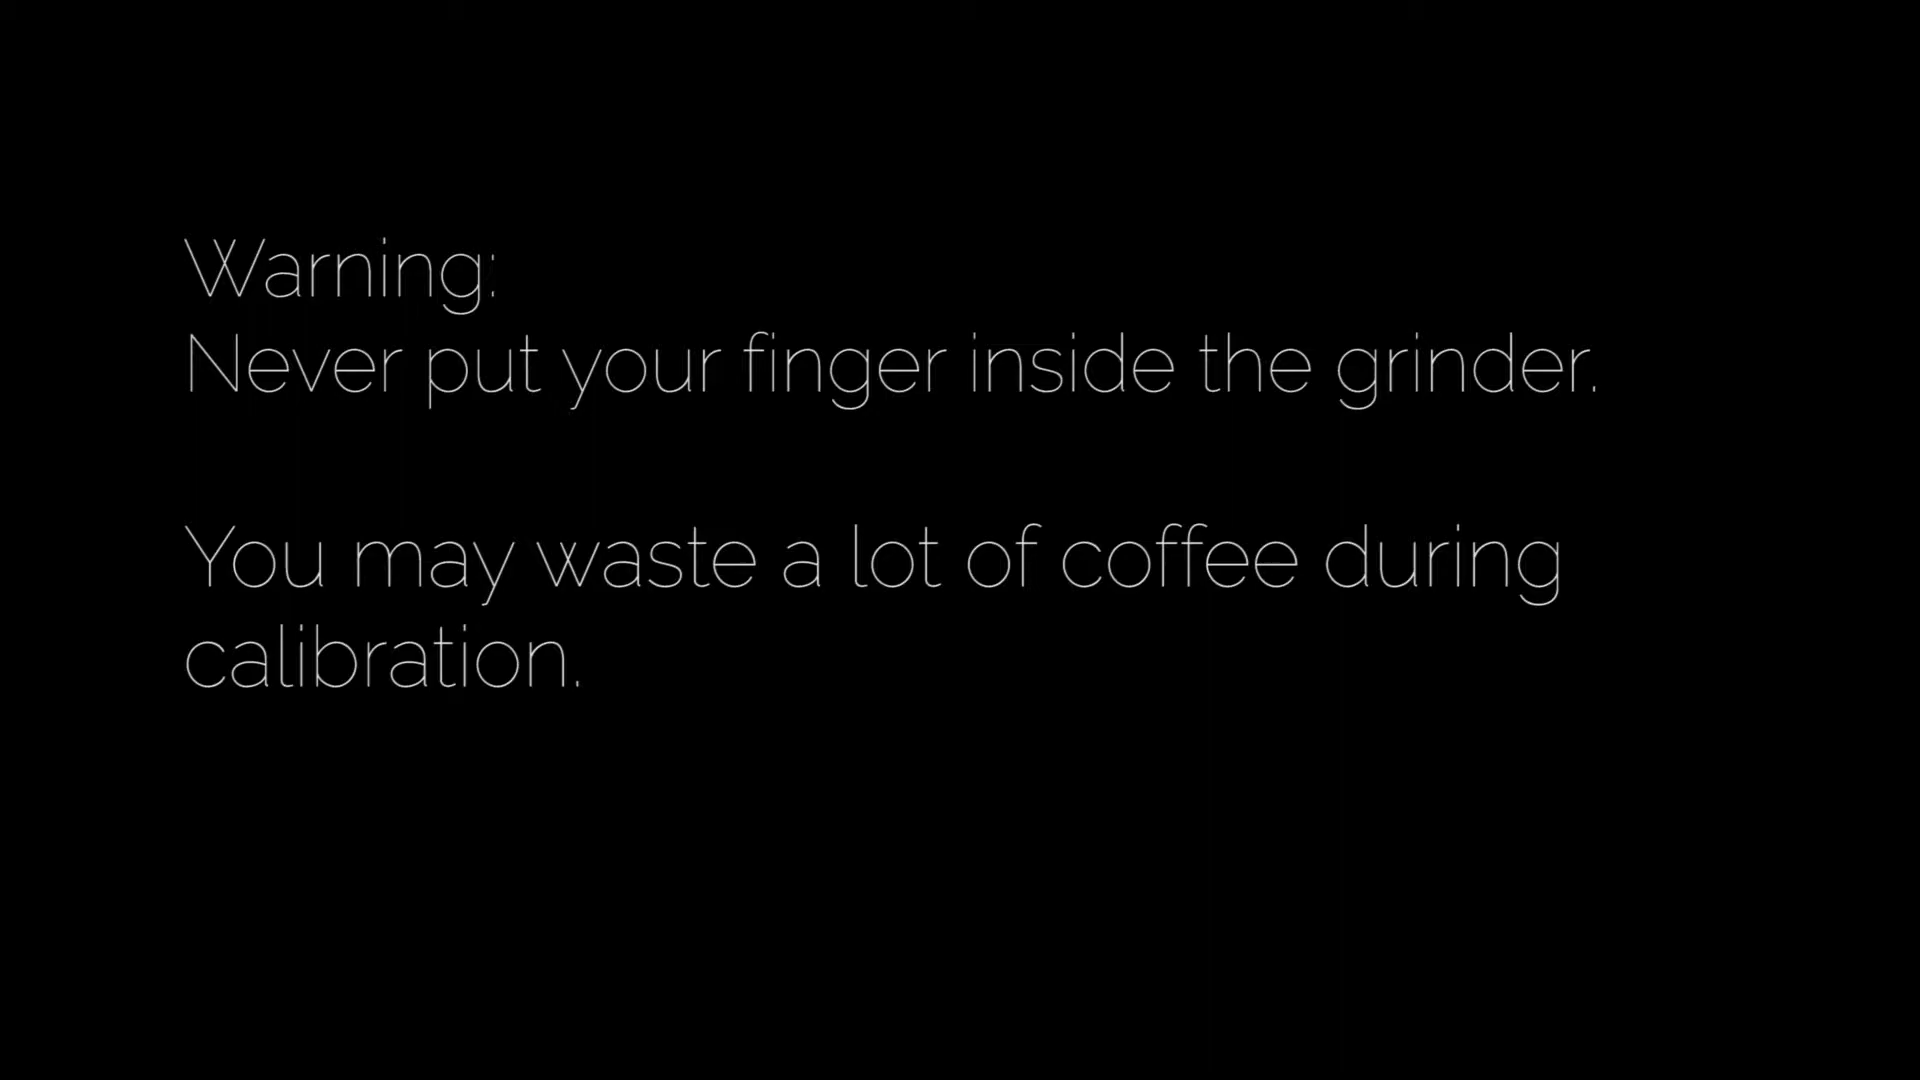 Warning:
Never put your finger inside the grinder.
You may waste a lot of coffee during
calibration.